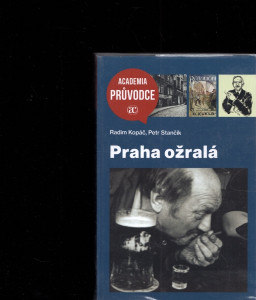 ACADEMIA
PRŮVODCE
Radim Kopáč, Petr Stančík
Praha ožralá